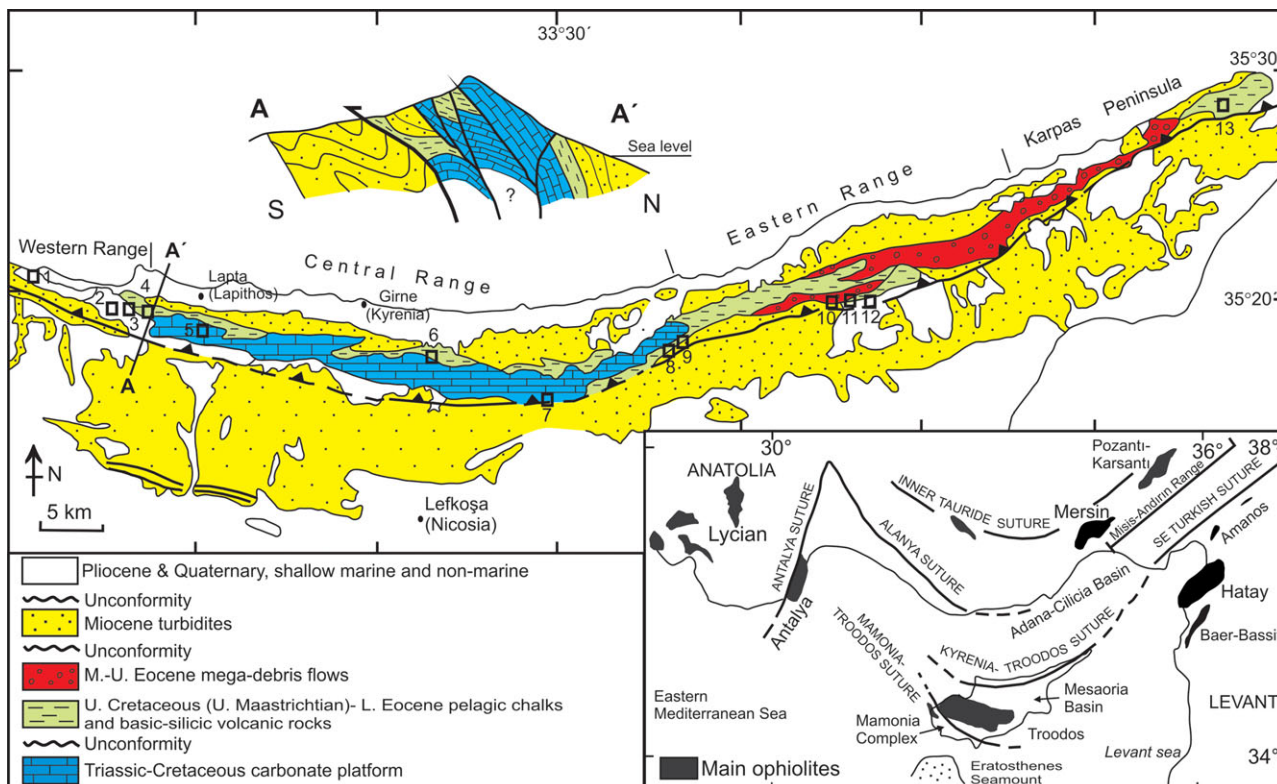 33°30´
35°30´
A
A´
Sea level
S
?
N
Karpas Peninsula
13
Eastern Range
Western Range
A´
1
Lapta
(Lapithos)
Central Range
Girne
(Kyrenia)
35°20´
2
3
4
5
6
10
11
12
A
8
9
7
N
5 km
Lefkoşa
(Nicosia)
Pliocene & Quaternary, shallow marine and non-marine
Unconformity
Miocene turbidites
Unconformity
M.-U. Eocene mega-debris flows
U. Cretaceous (U. Maastrichtian)- L. Eocene pelagic chalks
and basic-silicic volcanic rocks
Unconformity
Triassic-Cretaceous carbonate platform
30°
36°
38°
ANATOLIA
Pozantı-
Karsantı
Lycian
INNER TAURIDE SUTURE
Mersin
Misis-Andırın Range
SE TURKISH SUTURE
Amanos
ANTALYA SUTURE
ALANYA SUTURE
Antalya
Adana-Cilicia Basin
Hatay
Baer-Bassi
MAMONIA-
TROODOS SUTURE
KYRENIA- TROODOS SUTURE
Eastern
Mediterranean Sea
Mesaoria
Basin
LEVANT
Mamonia
Complex
Troodos
Levant sea
Main ophiolites
Eratosthenes
Seamount
34°